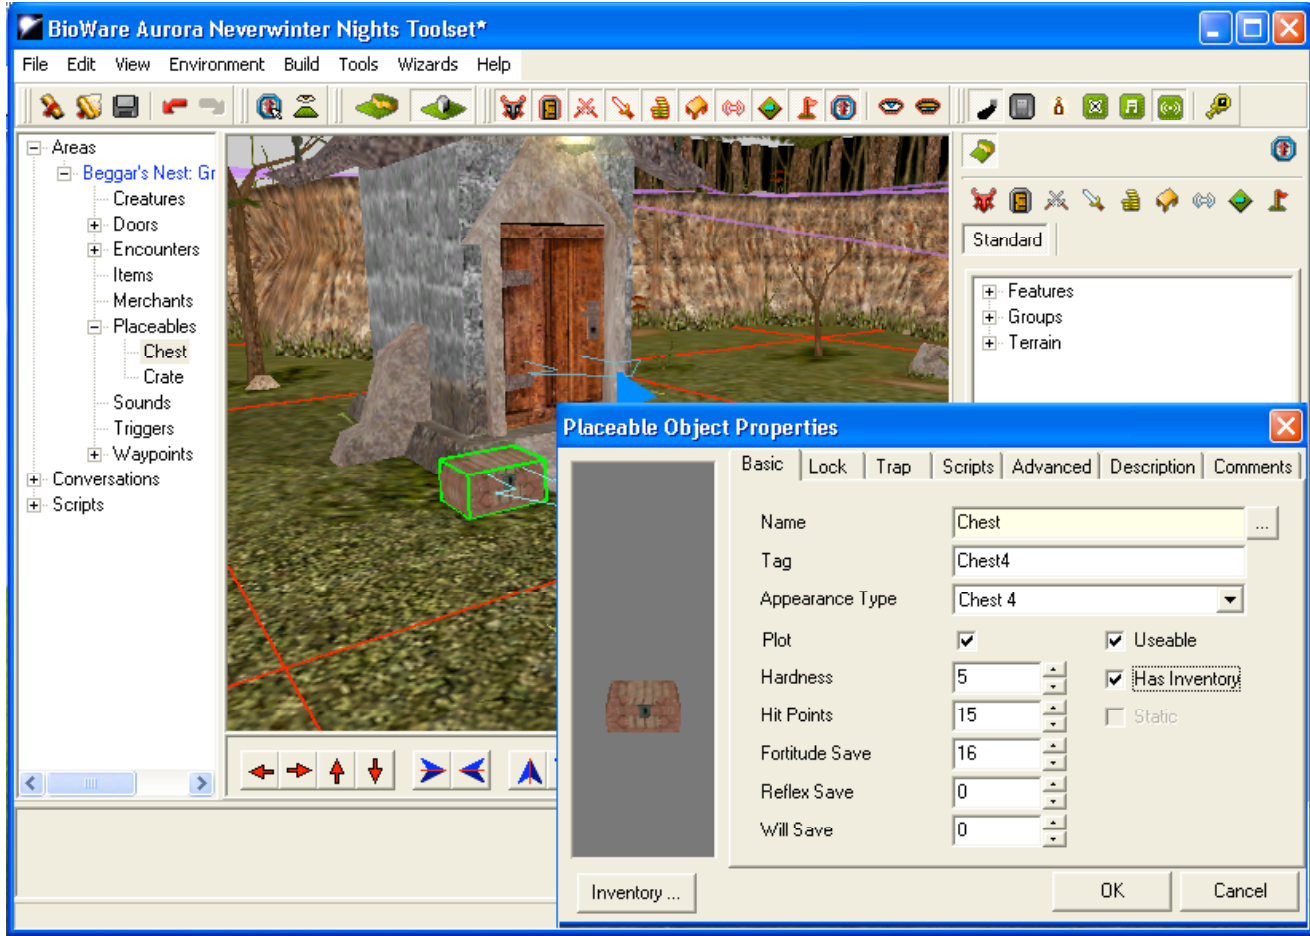 BioWare Aurora Neverwinter Nights Toolset*
File Edit View Environment Build Tools Wizards Help
Areas
Beggar's Nest: Gr
Creatures
Doors
Encounters
Items
Merchants
Placeables
Chest
Crate
Sounds
Triggers
Waypoints
Conversations
Scripts
Standard
Features
Groups
Terrain
Placeable Object Properties
Basic Lock Trap Scripts Advanced Description Comments
Name Chest ...
Tag Chest4
Appearance Type Chest 4
Plot Useable
Hardness 5 Has Inventory
Hit Points 15 Static
Fortitude Save 16
Reflex Save 0
Will Save 0
Inventory ... OK Cancel